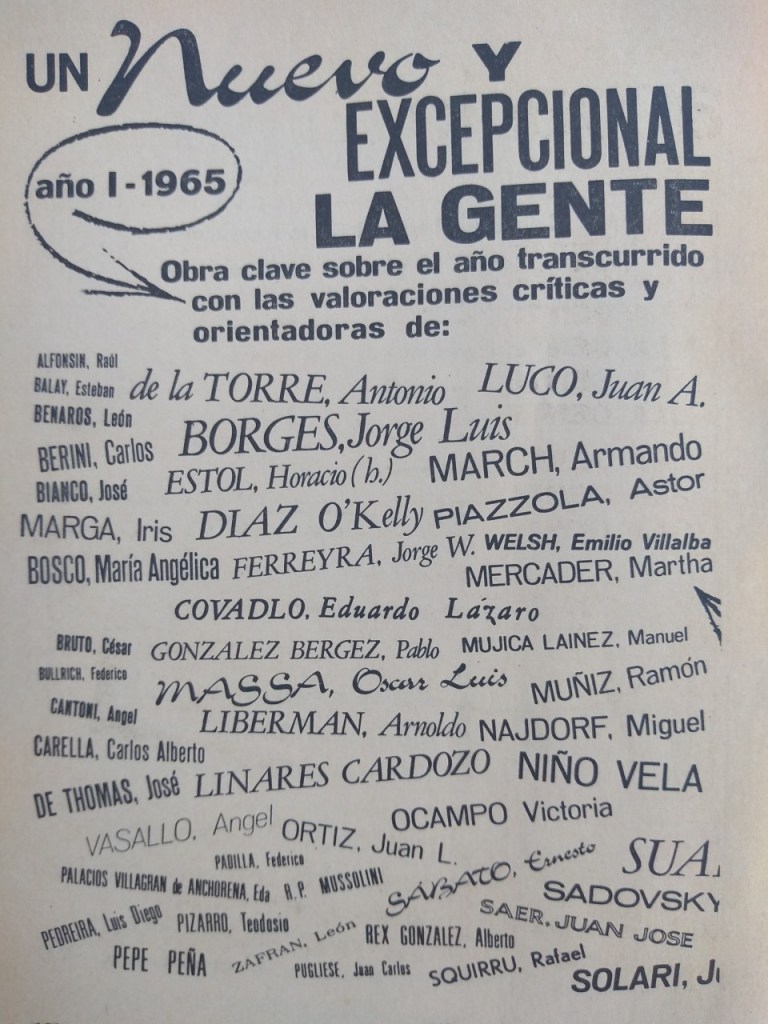 UN Nuevo Y
EXCEPCIONAL
año I - 1965
LA GENTE
Obra clave sobre el año transcurrido
con las valoraciones críticas y
orientadoras de:
ALFONSIN, Raúl
BALAY, Esteban de la TORRE, Antonio LUCO, Juan A.
BENAROS, León
BERINI, Carlos BORGES, Jorge Luis
BIANCO, José ESTOL, Horacio (h.) MARCH, Armando
MARGA, Iris DIAZ O'Kelly PIAZZOLA, Astor
BOSCO, María Angélica FERREYRA, Jorge W. WELSH, Emilio Villalba
MERCADER, Martha
COVADLO, Eduardo Lázaro
BRUTO, César GONZALEZ BERGEZ, Pablo MUJICA LAINEZ, Manuel
BULLRICH, Federico MASSA, Oscar Luis MUÑIZ, Ramón
CANTONI, Angel LIBERMAN, Arnoldo NAJDORF, Miguel
CARELLA, Carlos Alberto
DE THOMAS, José LINARES CARDOZO NIÑO VELA
VASALLO, Angel ORTIZ, Juan L. OCAMPO Victoria
PADILLA, Federico SÁBATO, Ernesto SUA
PALACIOS VILLAGRAN de ANCHORENA, Eda R.P. MUSSOLINI SADOVSKY
PEDREIRA, Luis Diego PIZARRO, Teodosio SAER, JUAN JOSE
PEPE PEÑA ZAFRAN, León REX GONZALEZ, Alberto
PUGLIESE, Juan Carlos SQUIRRU, Rafael SOLARI, J